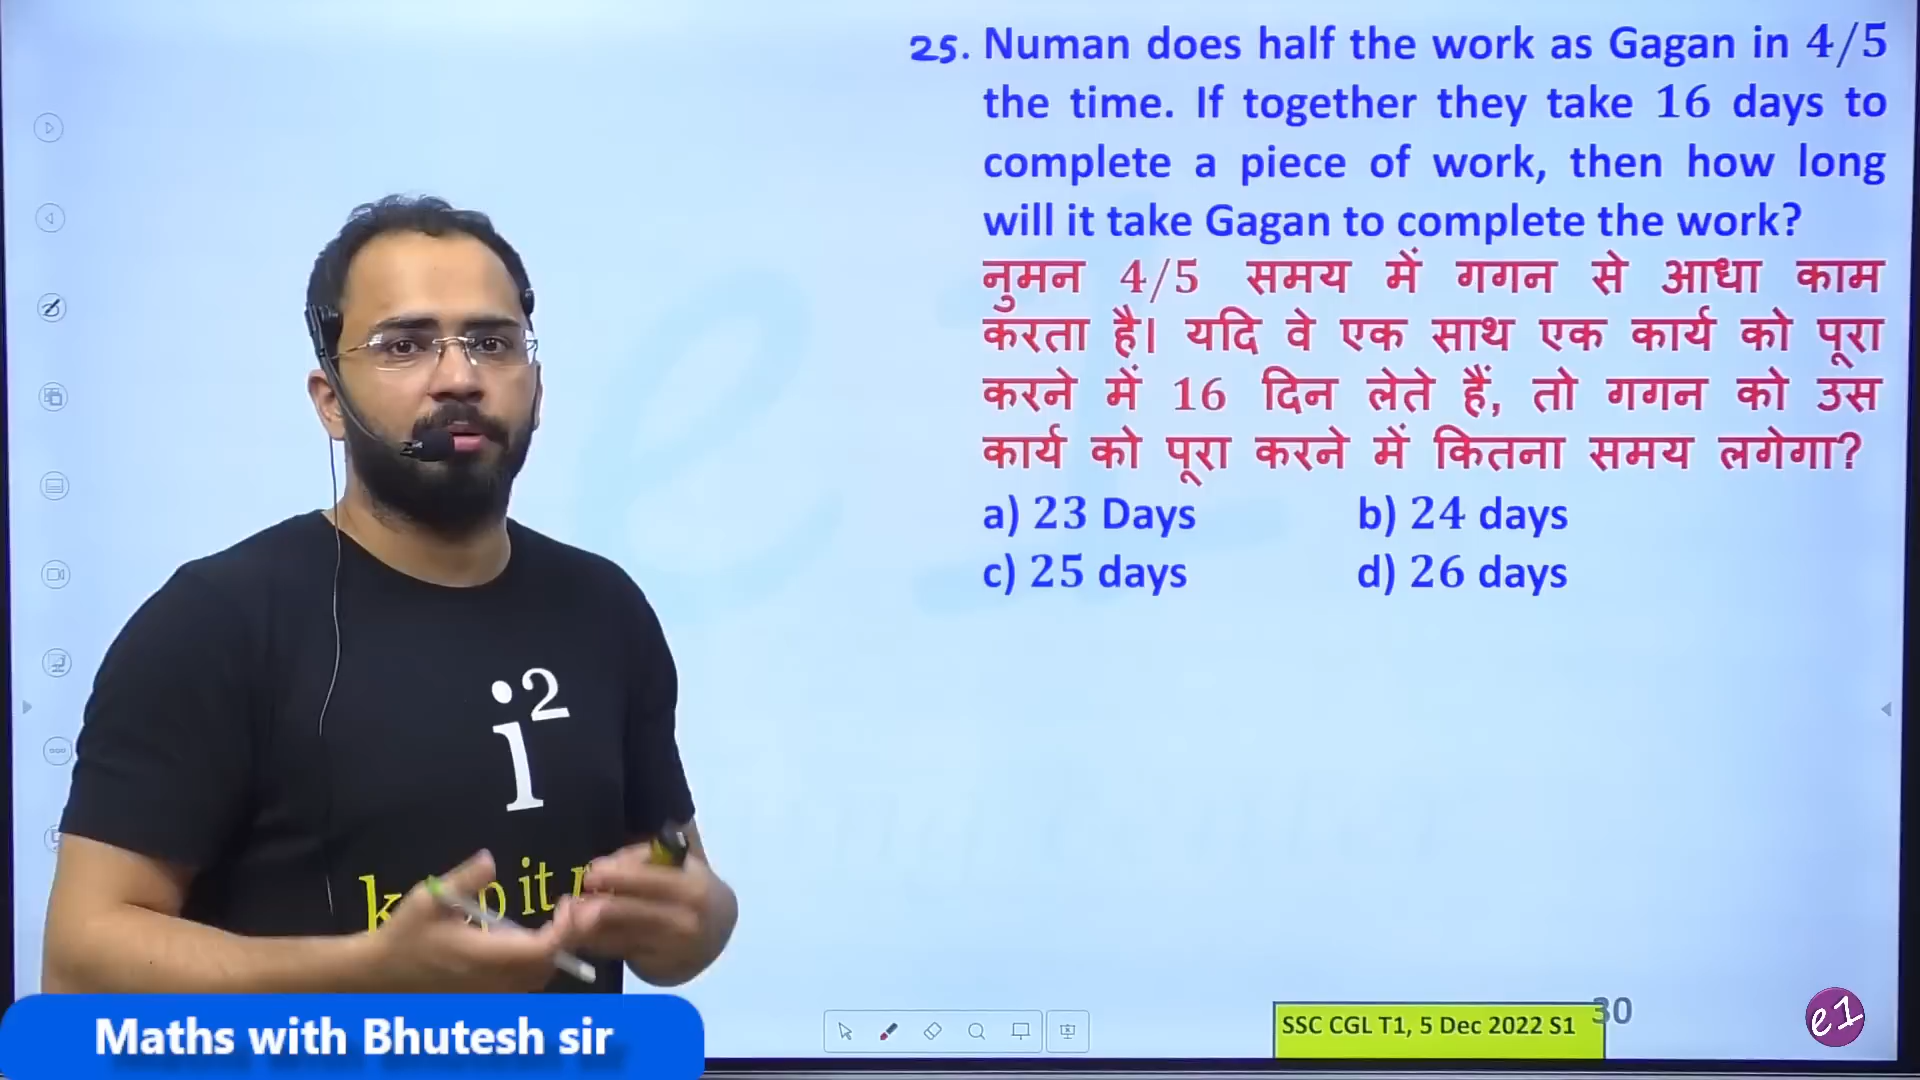 25. Numan does half the work as Gagan in 4/5
the time. If together they take 16 days to
complete a piece of work, then how long
will it take Gagan to complete the work?
नुमन 4/5 समय में गगन से आधा काम
करता है। यदि वे एक साथ एक कार्य को पूरा
करने में 16 दिन लेते हैं, तो गगन को उस
कार्य को पूरा करने में कितना समय लगेगा?
a) 23 Days b) 24 days
c) 25 days d) 26 days
i²
it
Maths with Bhutesh sir
SSC CGL T1, 5 Dec 2022 S1
30
e1